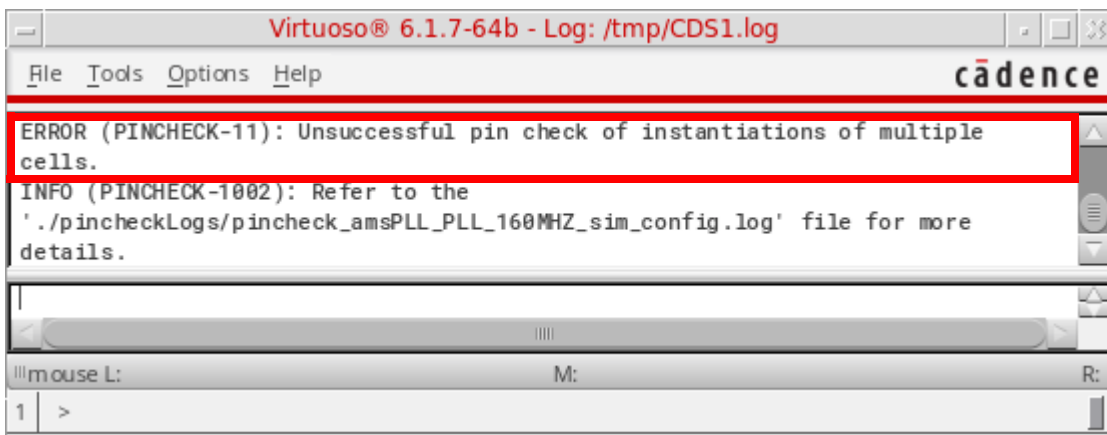 Virtuoso® 6.1.7-64b - Log: /tmp/CDS1.log
File Tools Options Help
cādence
ERROR (PINCHECK-11): Unsuccessful pin check of instantiations of multiple
cells.
INFO (PINCHECK-1002): Refer to the
'./pincheckLogs/pincheck_amsPLL_PLL_160MHZ_sim_config.log' file for more
details.
mouse L: M: R:
1 >